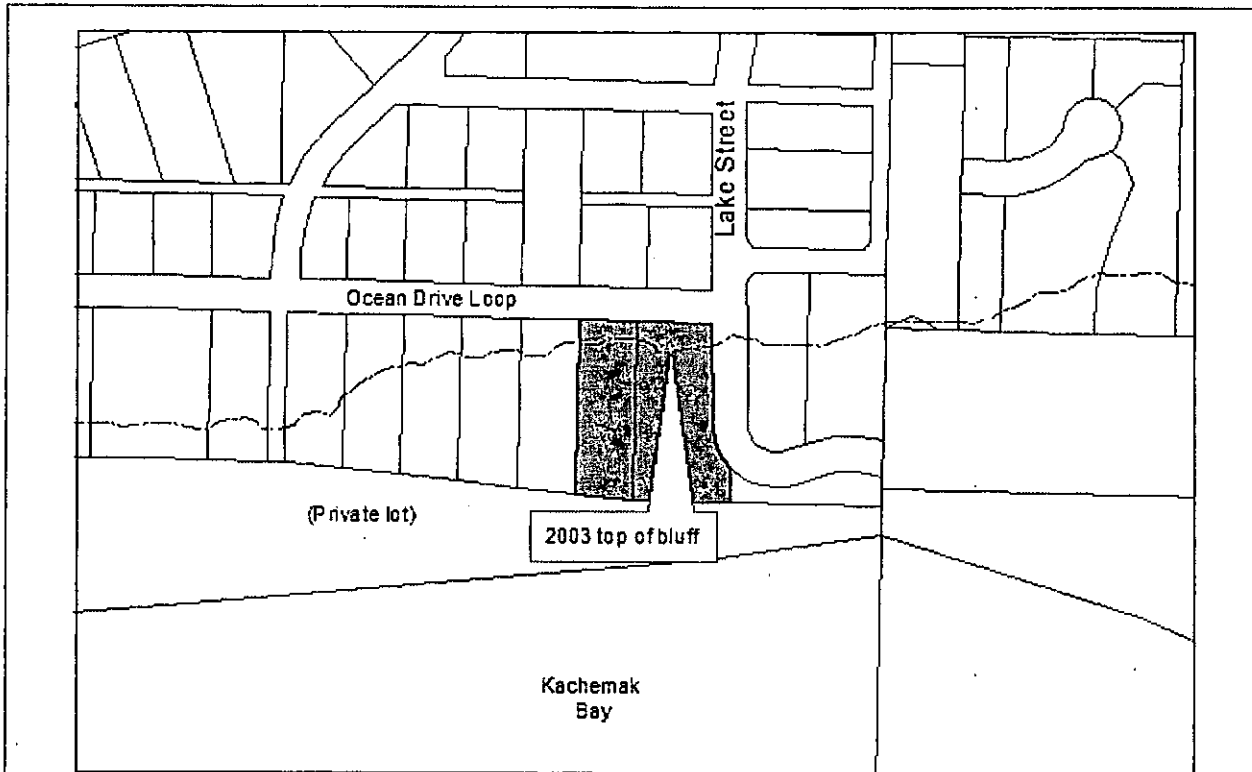 Lake Street
Ocean Drive Loop
(Private lot)
2003 top of bluff
Kachemak
Bay